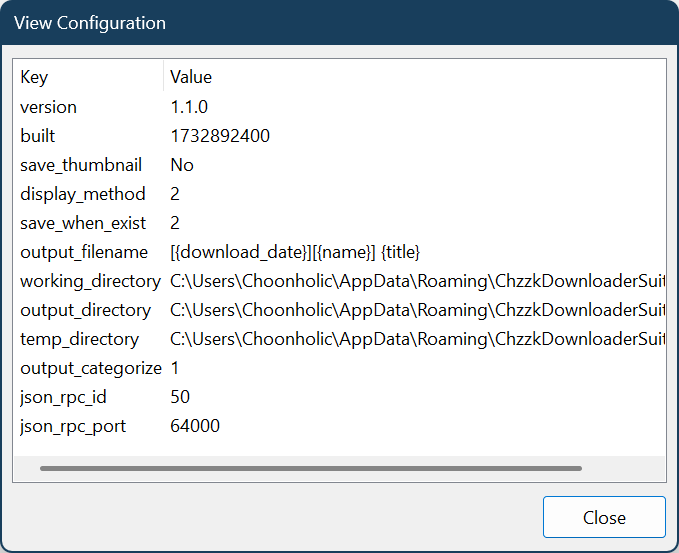 View Configuration
Key Value
version 1.1.0
built 1732892400
save_thumbnail No
display_method 2
save_when_exist 2
output_filename [{download_date}][{name}] {title}
working_directory C:\Users\Choonholic\AppData\Roaming\ChzzkDownloaderSuit
output_directory C:\Users\Choonholic\AppData\Roaming\ChzzkDownloaderSuit
temp_directory C:\Users\Choonholic\AppData\Roaming\ChzzkDownloaderSuit
output_categorize 1
json_rpc_id 50
json_rpc_port 64000
Close